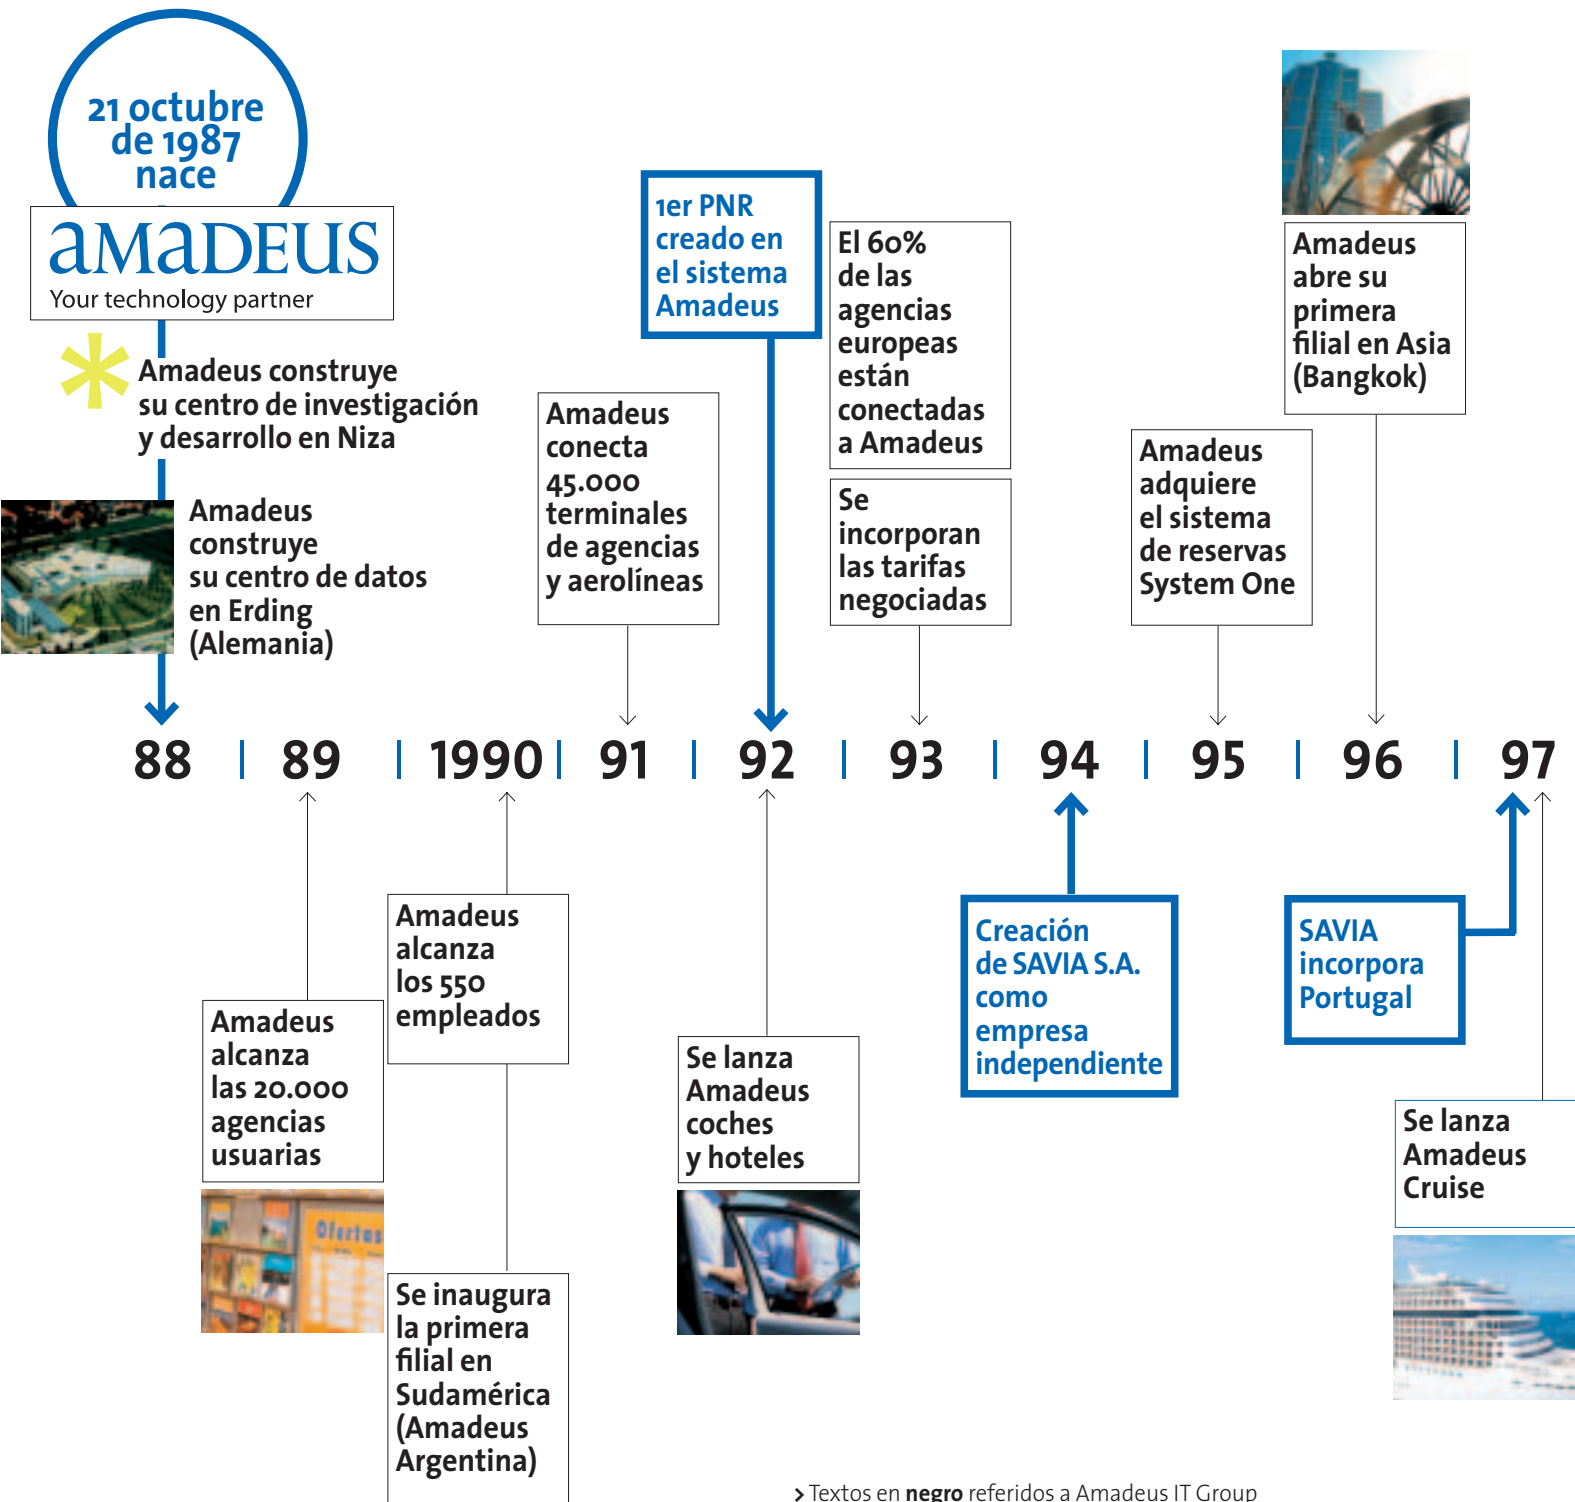 21 octubre
de 1987
nace
amadeus
Your technology partner
Amadeus construye
su centro de investigación
y desarrollo en Niza
Amadeus
construye
su centro de datos
en Erding
(Alemania)
Amadeus
conecta
45.000
terminales
de agencias
y aerolíneas
1er PNR
creado en
el sistema
Amadeus
El 60%
de las
agencias
europeas
están
conectadas
a Amadeus
Se
incorporan
las tarifas
negociadas
Amadeus
adquiere
el sistema
de reservas
System One
Amadeus
abre su
primera
filial en Asia
(Bangkok)
88 | 89 | 1990 | 91 | 92 | 93 | 94 | 95 | 96 | 97
Amadeus
alcanza
las 20.000
agencias
usuarias
Ofertas
Amadeus
alcanza
los 550
empleados
Se inaugura
la primera
filial en
Sudamérica
(Amadeus
Argentina)
Se lanza
Amadeus
coches
y hoteles
Creación
de SAVIA S.A.
como
empresa
independiente
SAVIA
incorpora
Portugal
Se lanza
Amadeus
Cruise
> Textos en negro referidos a Amadeus IT Group